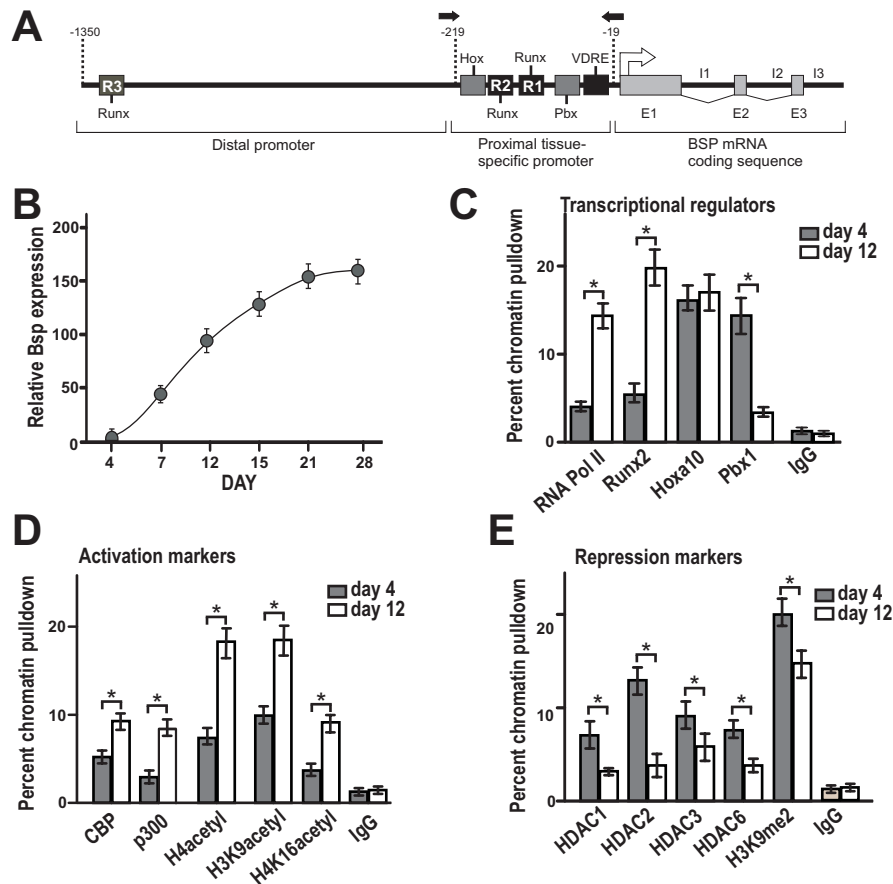 A
-1350
-219
-19
Hox
Runx
VDRE
I1
I2
I3
R3
R2
R1
Runx
Runx
Pbx
E1
E2
E3
Distal promoter
Proximal tissue-
specific promoter
BSP mRNA
coding sequence
B
Relative Bsp expression
200
150
100
50
0
4
7
12
15
21
28
DAY
C
Transcriptional regulators
day 4
day 12
Percent chromatin pulldown
20
10
0
*
*
*
RNA Pol II
Runx2
Hoxa10
Pbx1
IgG
D
Activation markers
day 4
day 12
Percent chromatin pulldown
20
10
0
*
*
*
*
*
CBP
p300
H4acetyl
H3K9acetyl
H4K16acetyl
IgG
E
Repression markers
day 4
day 12
Percent chromatin pulldown
20
10
0
*
*
*
*
*
HDAC1
HDAC2
HDAC3
HDAC6
H3K9me2
IgG